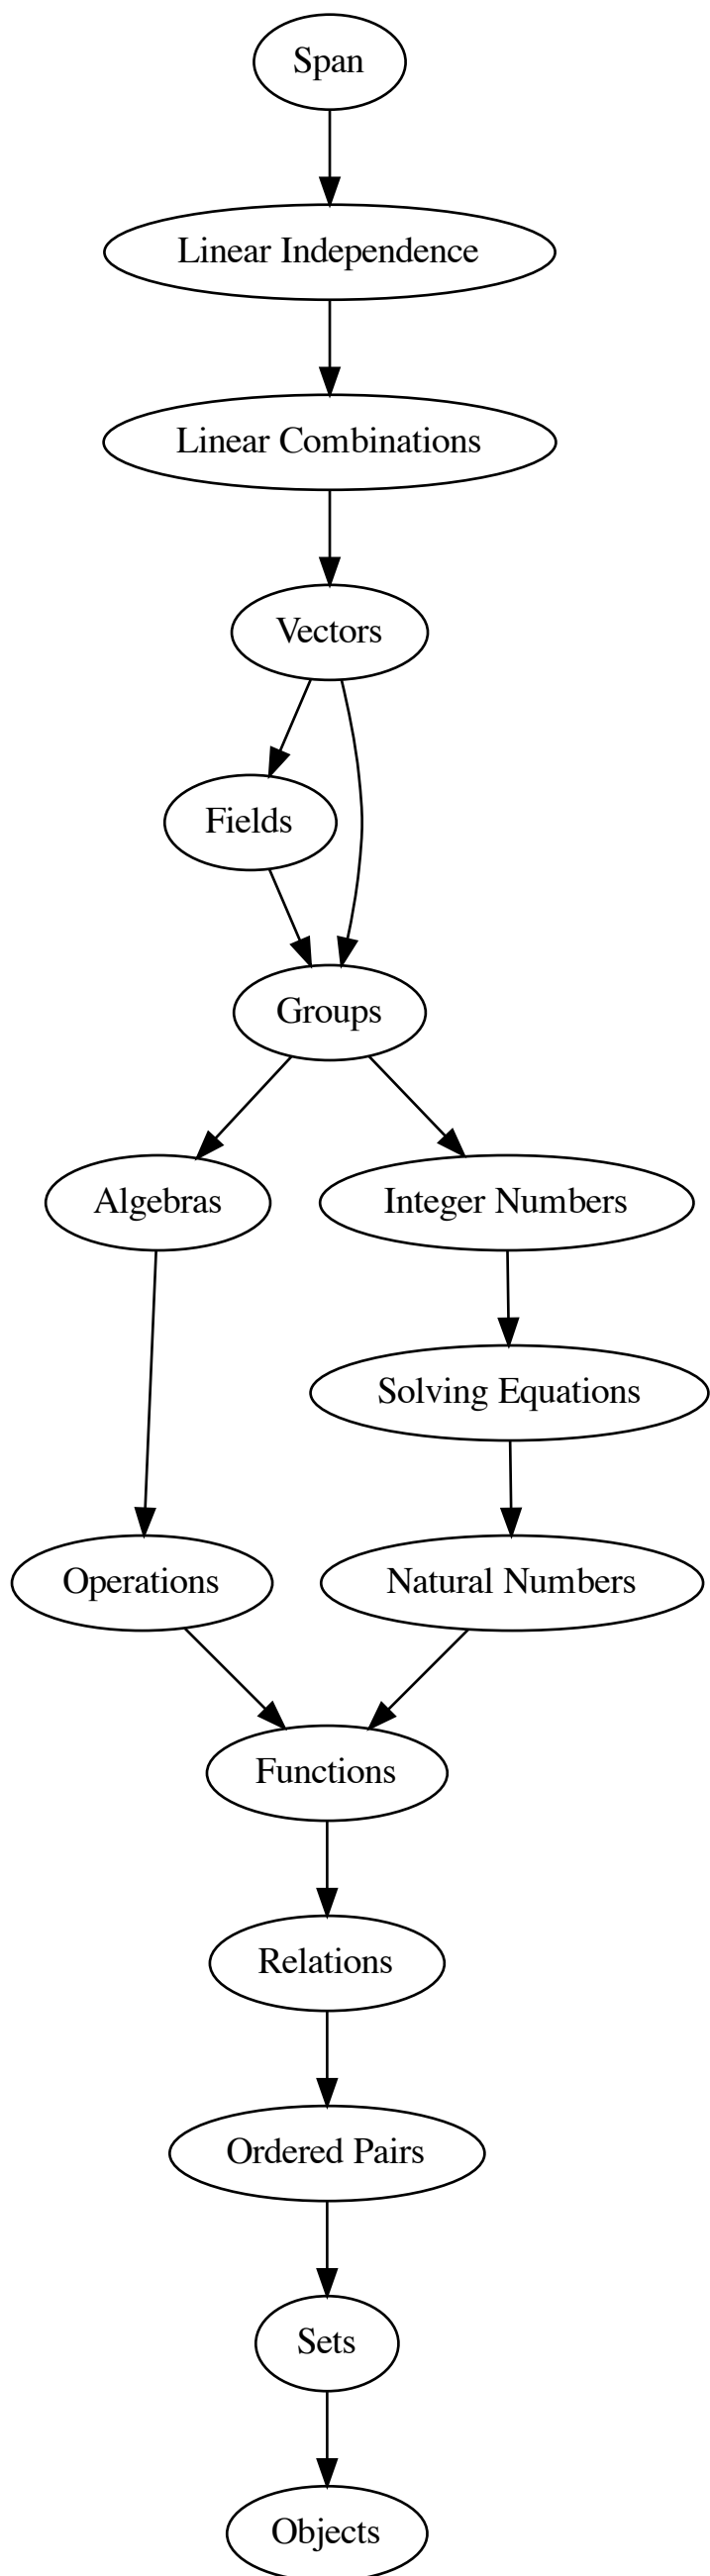 Span
Linear Independence
Linear Combinations
Vectors
Fields
Groups
Algebras
Integer Numbers
Solving Equations
Operations
Natural Numbers
Functions
Relations
Ordered Pairs
Sets
Objects